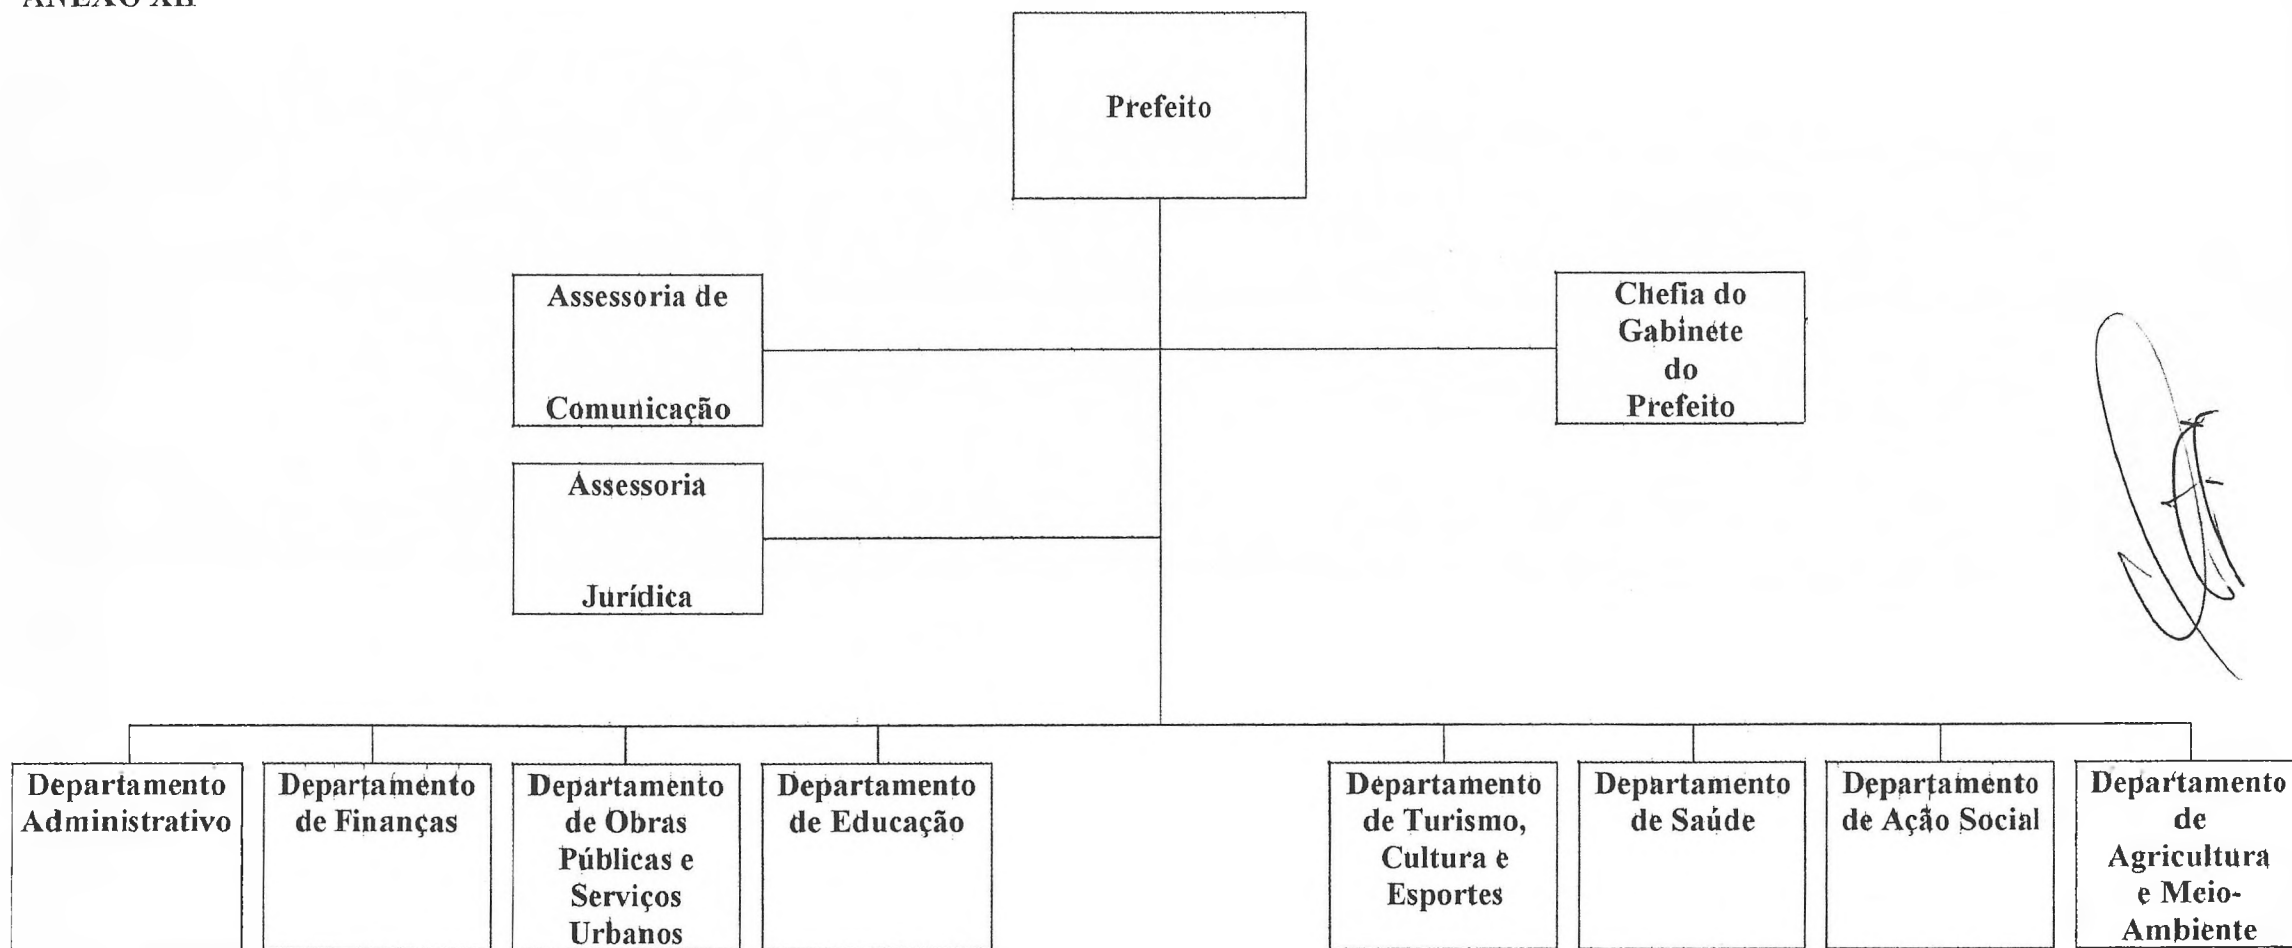 ANEXO XII
Prefeito
Assessoria de
Comunicação
Chefia do
Gabinete
do
Prefeito
Assessoria
Jurídica
Departamento
Administrativo
Departamento
de Finanças
Departamento
de Obras
Públicas e
Serviços
Urbanos
Departamento
de Educação
Departamento
de Turismo,
Cultura e
Esportes
Departamento
de Saúde
Departamento
de Ação Social
Departamento
de
Agricultura
e Meio-
Ambiente